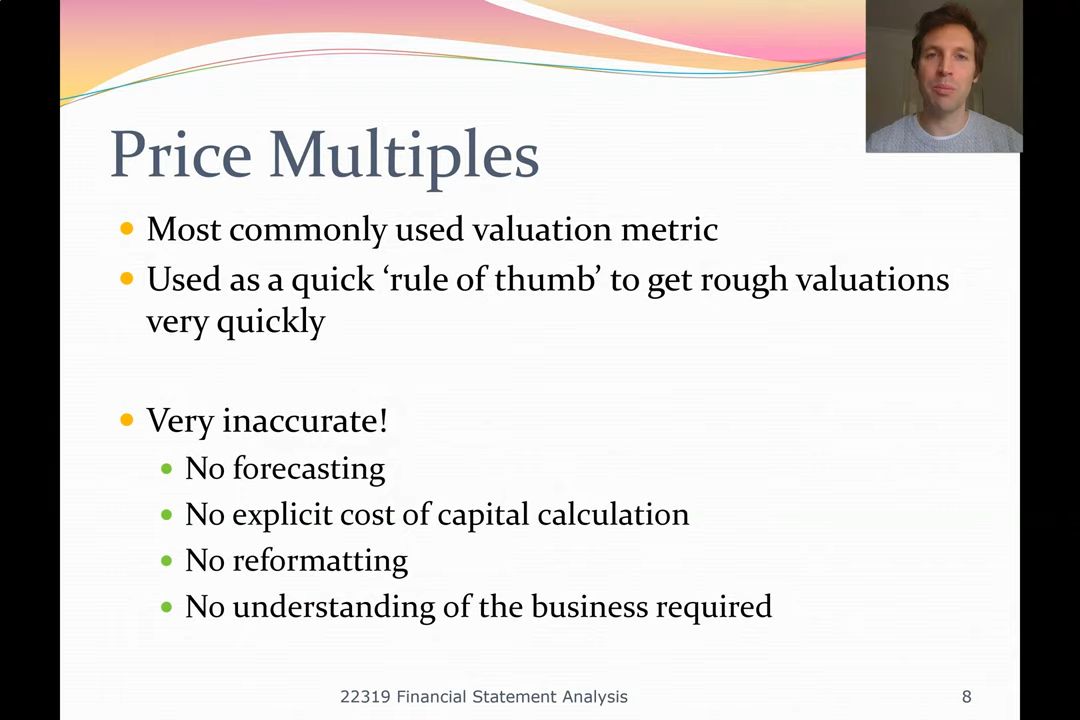 Price Multiples
Most commonly used valuation metric
Used as a quick ‘rule of thumb’ to get rough valuations
very quickly
Very inaccurate!
No forecasting
No explicit cost of capital calculation
No reformatting
No understanding of the business required
22319 Financial Statement Analysis
8